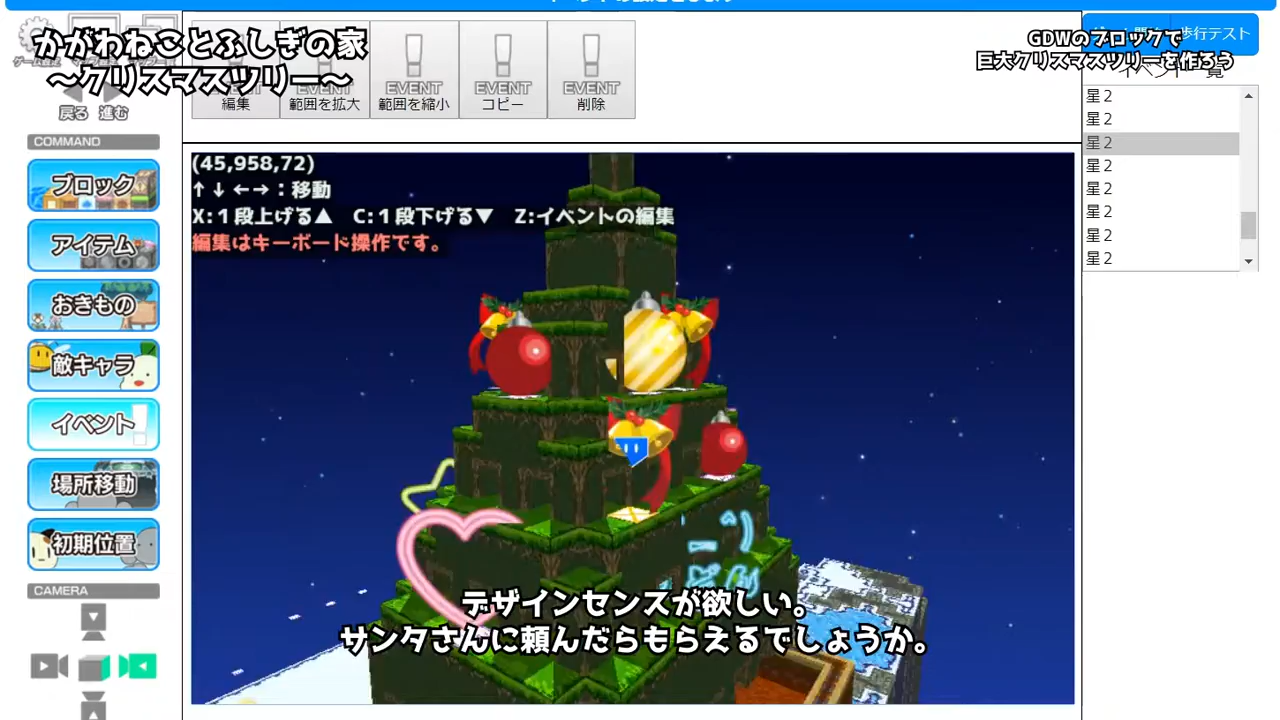 かがわねことふしぎの家
～クリスマスツリー～
GDWのブロックで
巨大クリスマスツリーを作ろう
歩行テスト
EVENT
編集
EVENT
範囲を拡大
EVENT
範囲を縮小
EVENT
コピー
EVENT
削除
戻る 進む
COMMAND
ブロック
アイテム
おきもの
敵キャラ
イベント
場所移動
初期位置
CAMERA
(45,958,72)
↑↓←→：移動
X:１段上げる▲ C:１段下げる▼ Z:イベントの編集
編集はキーボード操作です。
星2
星2
星2
星2
星2
星2
星2
星2
デザインセンスが欲しい。
サンタさんに頼んだらもらえるでしょうか。